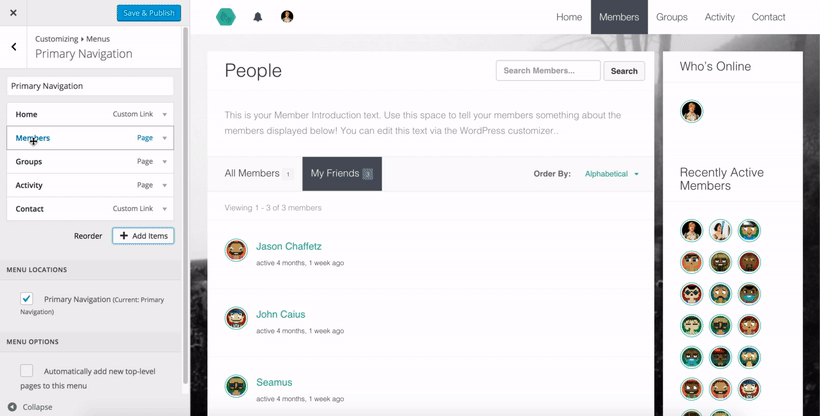 Save & Publish
Home
Members
Groups
Activity
Contact
Customizing ▸ Menus
Primary Navigation
Primary Navigation
Home Custom Link
Members Page
Groups Page
Activity Page
Contact Custom Link
Reorder
Add Items
MENU LOCATIONS
Primary Navigation (Current: Primary
Navigation)
MENU OPTIONS
Automatically add new top-level
pages to this menu
Collapse
People
Search Members...
Search
This is your Member Introduction text. Use this space to tell your members something about the
members displayed below! You can edit this text via the WordPress customizer..
All Members 1
My Friends 3
Order By: Alphabetical
Viewing 1 - 3 of 3 members
Jason Chaffetz
active 4 months, 1 week ago
John Caius
active 4 months, 1 week ago
Seamus
active 4 months, 1 week ago
Who's Online
Recently Active
Members